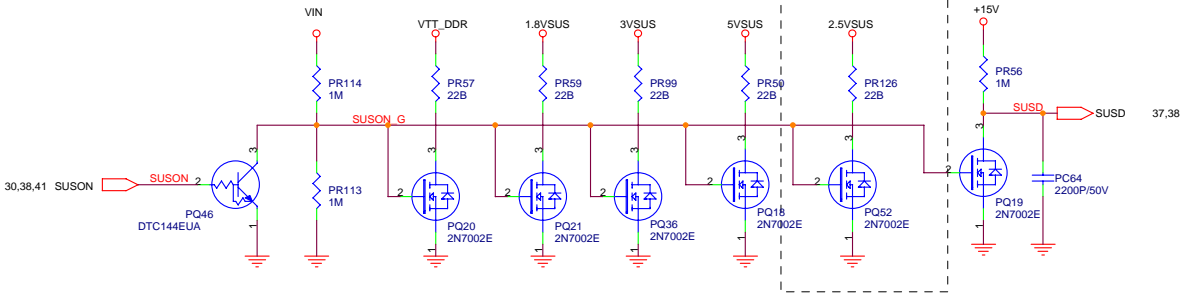 VIN
VTT_DDR
1.8VSUS
3VSUS
5VSUS
2.5VSUS
+15V
PR114
1M
PR57
22B
PR59
22B
PR99
22B
PR50
22B
PR126
22B
PR56
1M
SUSON_G
SUSD
SUSD 37,38
30,38,41 SUSON
SUSON
2
3
1
PQ46
DTC144EUA
PR113
1M
3
2
1
PQ20
2N7002E
3
2
1
PQ21
2N7002E
3
2
1
PQ36
2N7002E
3
2
1
PQ18
2N7002E
3
2
1
PQ52
2N7002E
3
2
1
PQ19
2N7002E
PC64
2200P/50V